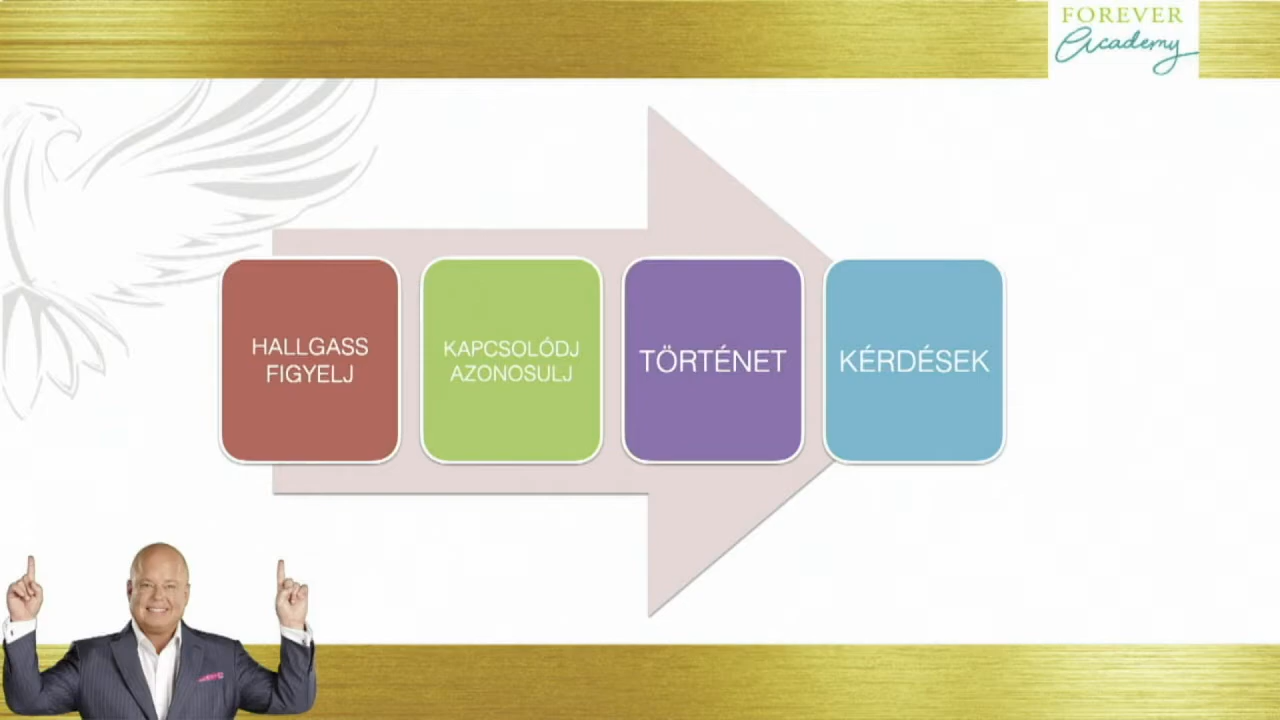 FOREVER
Academy
HALLGASS
FIGYELJ
KAPCSOLÓDJ
AZONOSULJ
TÖRTÉNET
KÉRDÉSEK